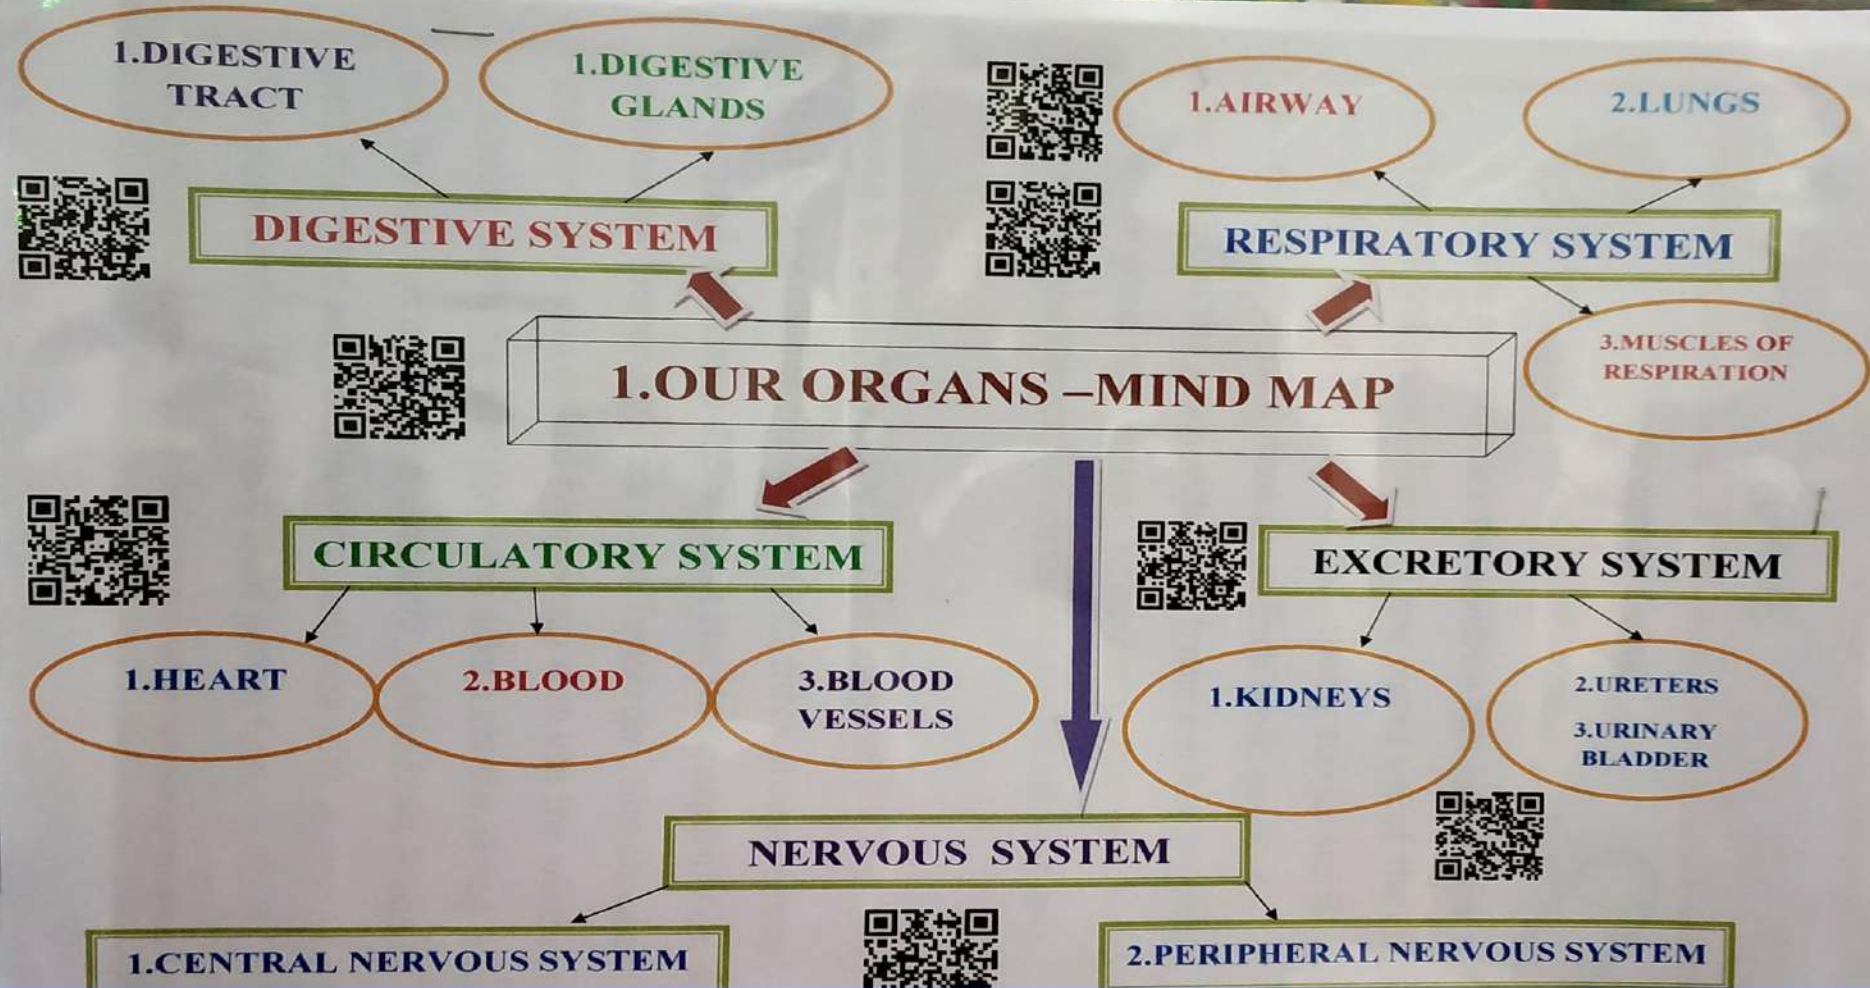 1.DIGESTIVE
TRACT
1.DIGESTIVE
GLANDS
1.AIRWAY
2.LUNGS
DIGESTIVE SYSTEM
RESPIRATORY SYSTEM
3.MUSCLES OF
RESPIRATION
1.OUR ORGANS –MIND MAP
CIRCULATORY SYSTEM
EXCRETORY SYSTEM
1.HEART
2.BLOOD
3.BLOOD
VESSELS
1.KIDNEYS
2.URETERS
3.URINARY
BLADDER
NERVOUS SYSTEM
1.CENTRAL NERVOUS SYSTEM
2.PERIPHERAL NERVOUS SYSTEM